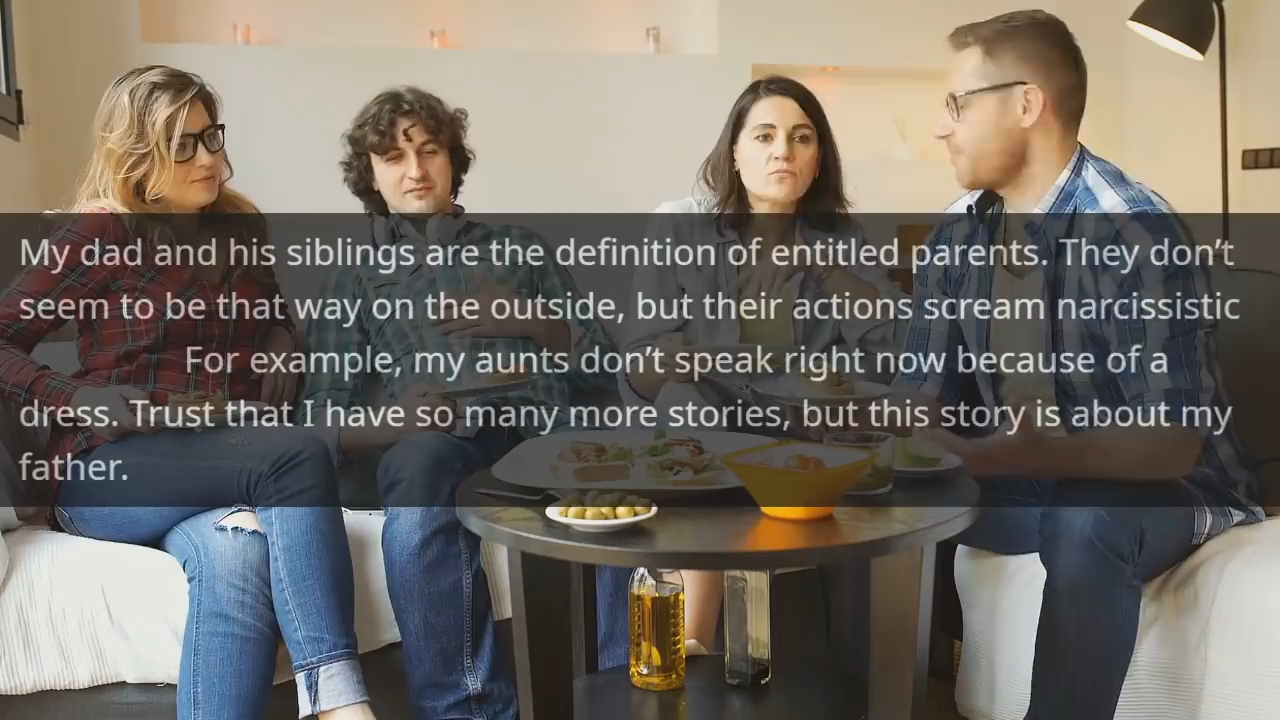 My dad and his siblings are the definition of entitled parents. They don’t
seem to be that way on the outside, but their actions scream narcissistic
For example, my aunts don’t speak right now because of a
dress. Trust that I have so many more stories, but this story is about my
father.